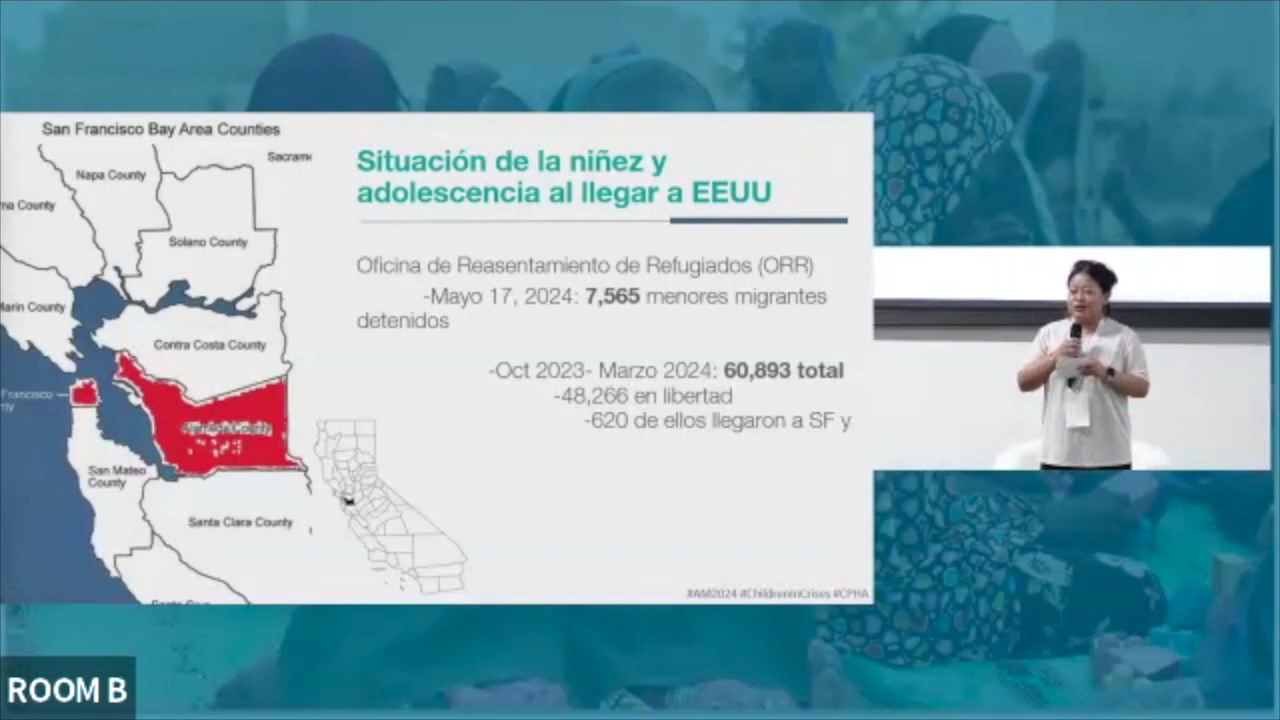 San Francisco Bay Area Counties
Napa County
Solano County
Marin County
Contra Costa County
Francisco
San Mateo
County
Santa Clara County
Situación de la niñez y
adolescencia al llegar a EEUU
Oficina de Reasentamiento de Refugiados (ORR)
-Mayo 17, 2024: 7,565 menores migrantes
detenidos
-Oct 2023- Marzo 2024: 60,893 total
-48,266 en libertad
-620 de ellos llegaron a SF y
#AM2024 #ChildrenInCrises #CPHA
ROOM B